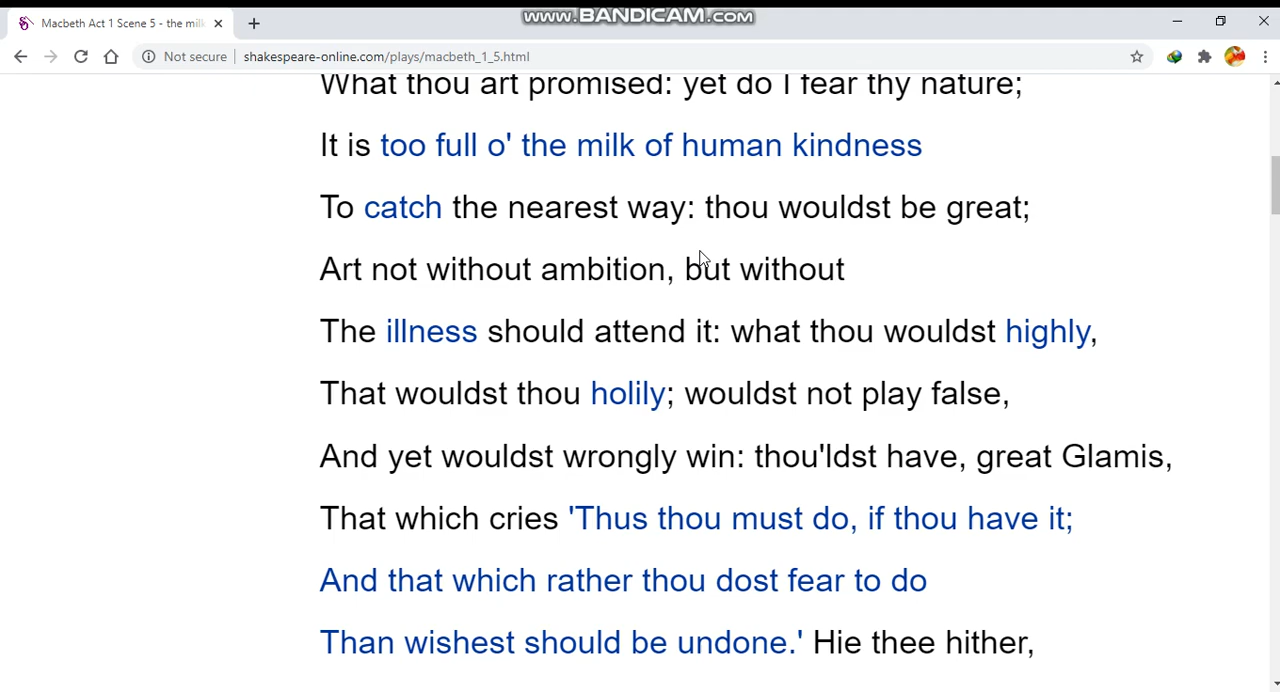 www.BANDICAM.com
Macbeth Act 1 Scene 5 - the milk
Not secure
shakespeare-online.com/plays/macbeth_1_5.html
What thou art promised: yet do I fear thy nature;
It is too full o' the milk of human kindness
To catch the nearest way: thou wouldst be great;
Art not without ambition, but without
The illness should attend it: what thou wouldst highly,
That wouldst thou holily; wouldst not play false,
And yet wouldst wrongly win: thou'ldst have, great Glamis,
That which cries 'Thus thou must do, if thou have it;
And that which rather thou dost fear to do
Than wishest should be undone.' Hie thee hither,